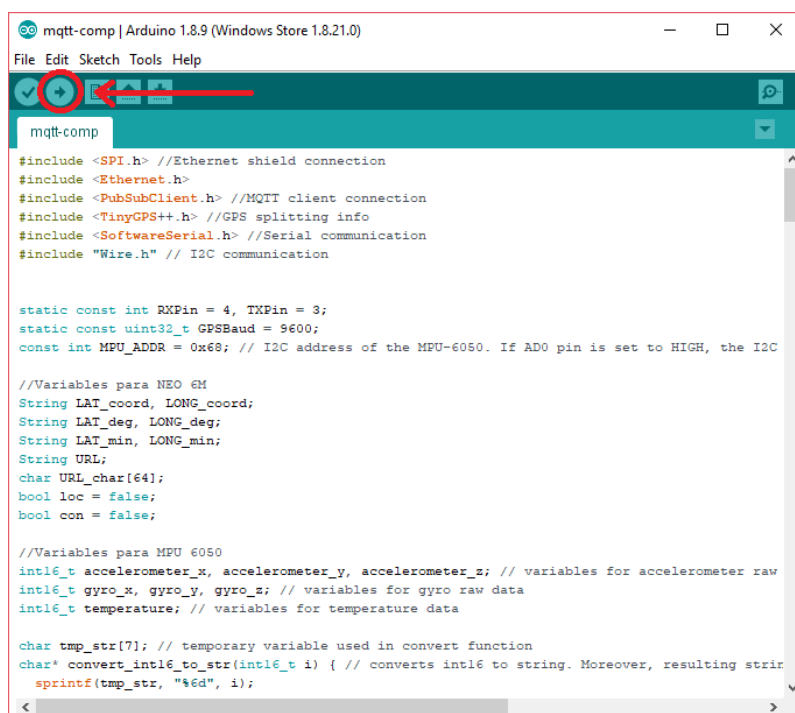 mqtt-comp | Arduino 1.8.9 (Windows Store 1.8.21.0)
File Edit Sketch Tools Help
mqtt-comp
#include <SPI.h> //Ethernet shield connection
#include <Ethernet.h>
#include <PubSubClient.h> //MQTT client connection
#include <TinyGPS++.h> //GPS splitting info
#include <SoftwareSerial.h> //Serial communication
#include "Wire.h" // I2C communication
static const int RXPin = 4, TXPin = 3;
static const uint32_t GPSBaud = 9600;
const int MPU_ADDR = 0x68; // I2C address of the MPU-6050. If AD0 pin is set to HIGH, the I2C
//Variables para NEO 6M
String LAT_coord, LONG_coord;
String LAT_deg, LONG_deg;
String LAT_min, LONG_min;
String URL;
char URL_char[64];
bool loc = false;
bool con = false;
//Variables para MPU 6050
int16_t accelerometer_x, accelerometer_y, accelerometer_z; // variables for accelerometer raw
int16_t gyro_x, gyro_y, gyro_z; // variables for gyro raw data
int16_t temperature; // variables for temperature data
char tmp_str[7]; // temporary variable used in convert function
char* convert_int16_to_str(int16_t i) { // converts int16 to string. Moreover, resulting strin
sprintf(tmp_str, "%6d", i);